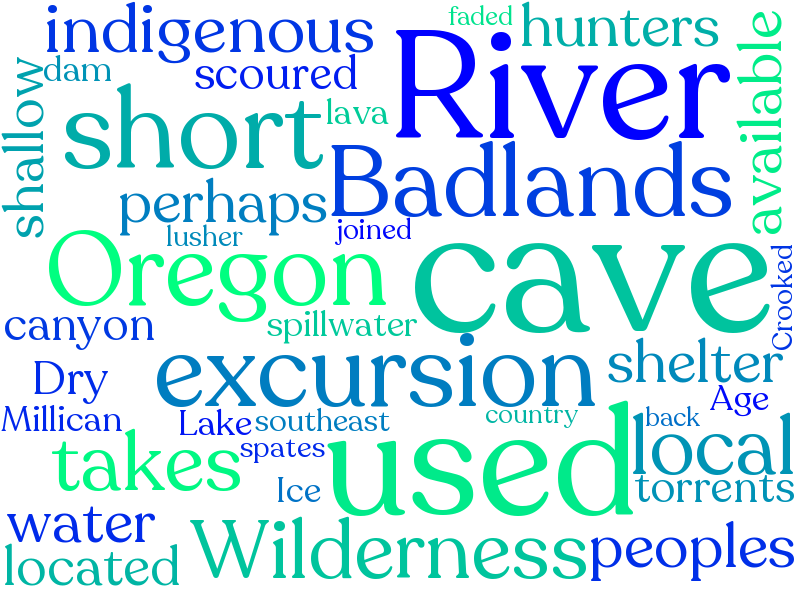 faded
indigenous
hunters
River
dam
scoured
available
shallow
short
lava
Badlands
perhaps
lusher
joined
Oregon
cave
Crooked
canyon
spillwater
excursion
shelter
Dry
Age
Millican
Lake
southeast
country
back
used
local
takes
spates
Ice
torrents
water
Wilderness
peoples
located